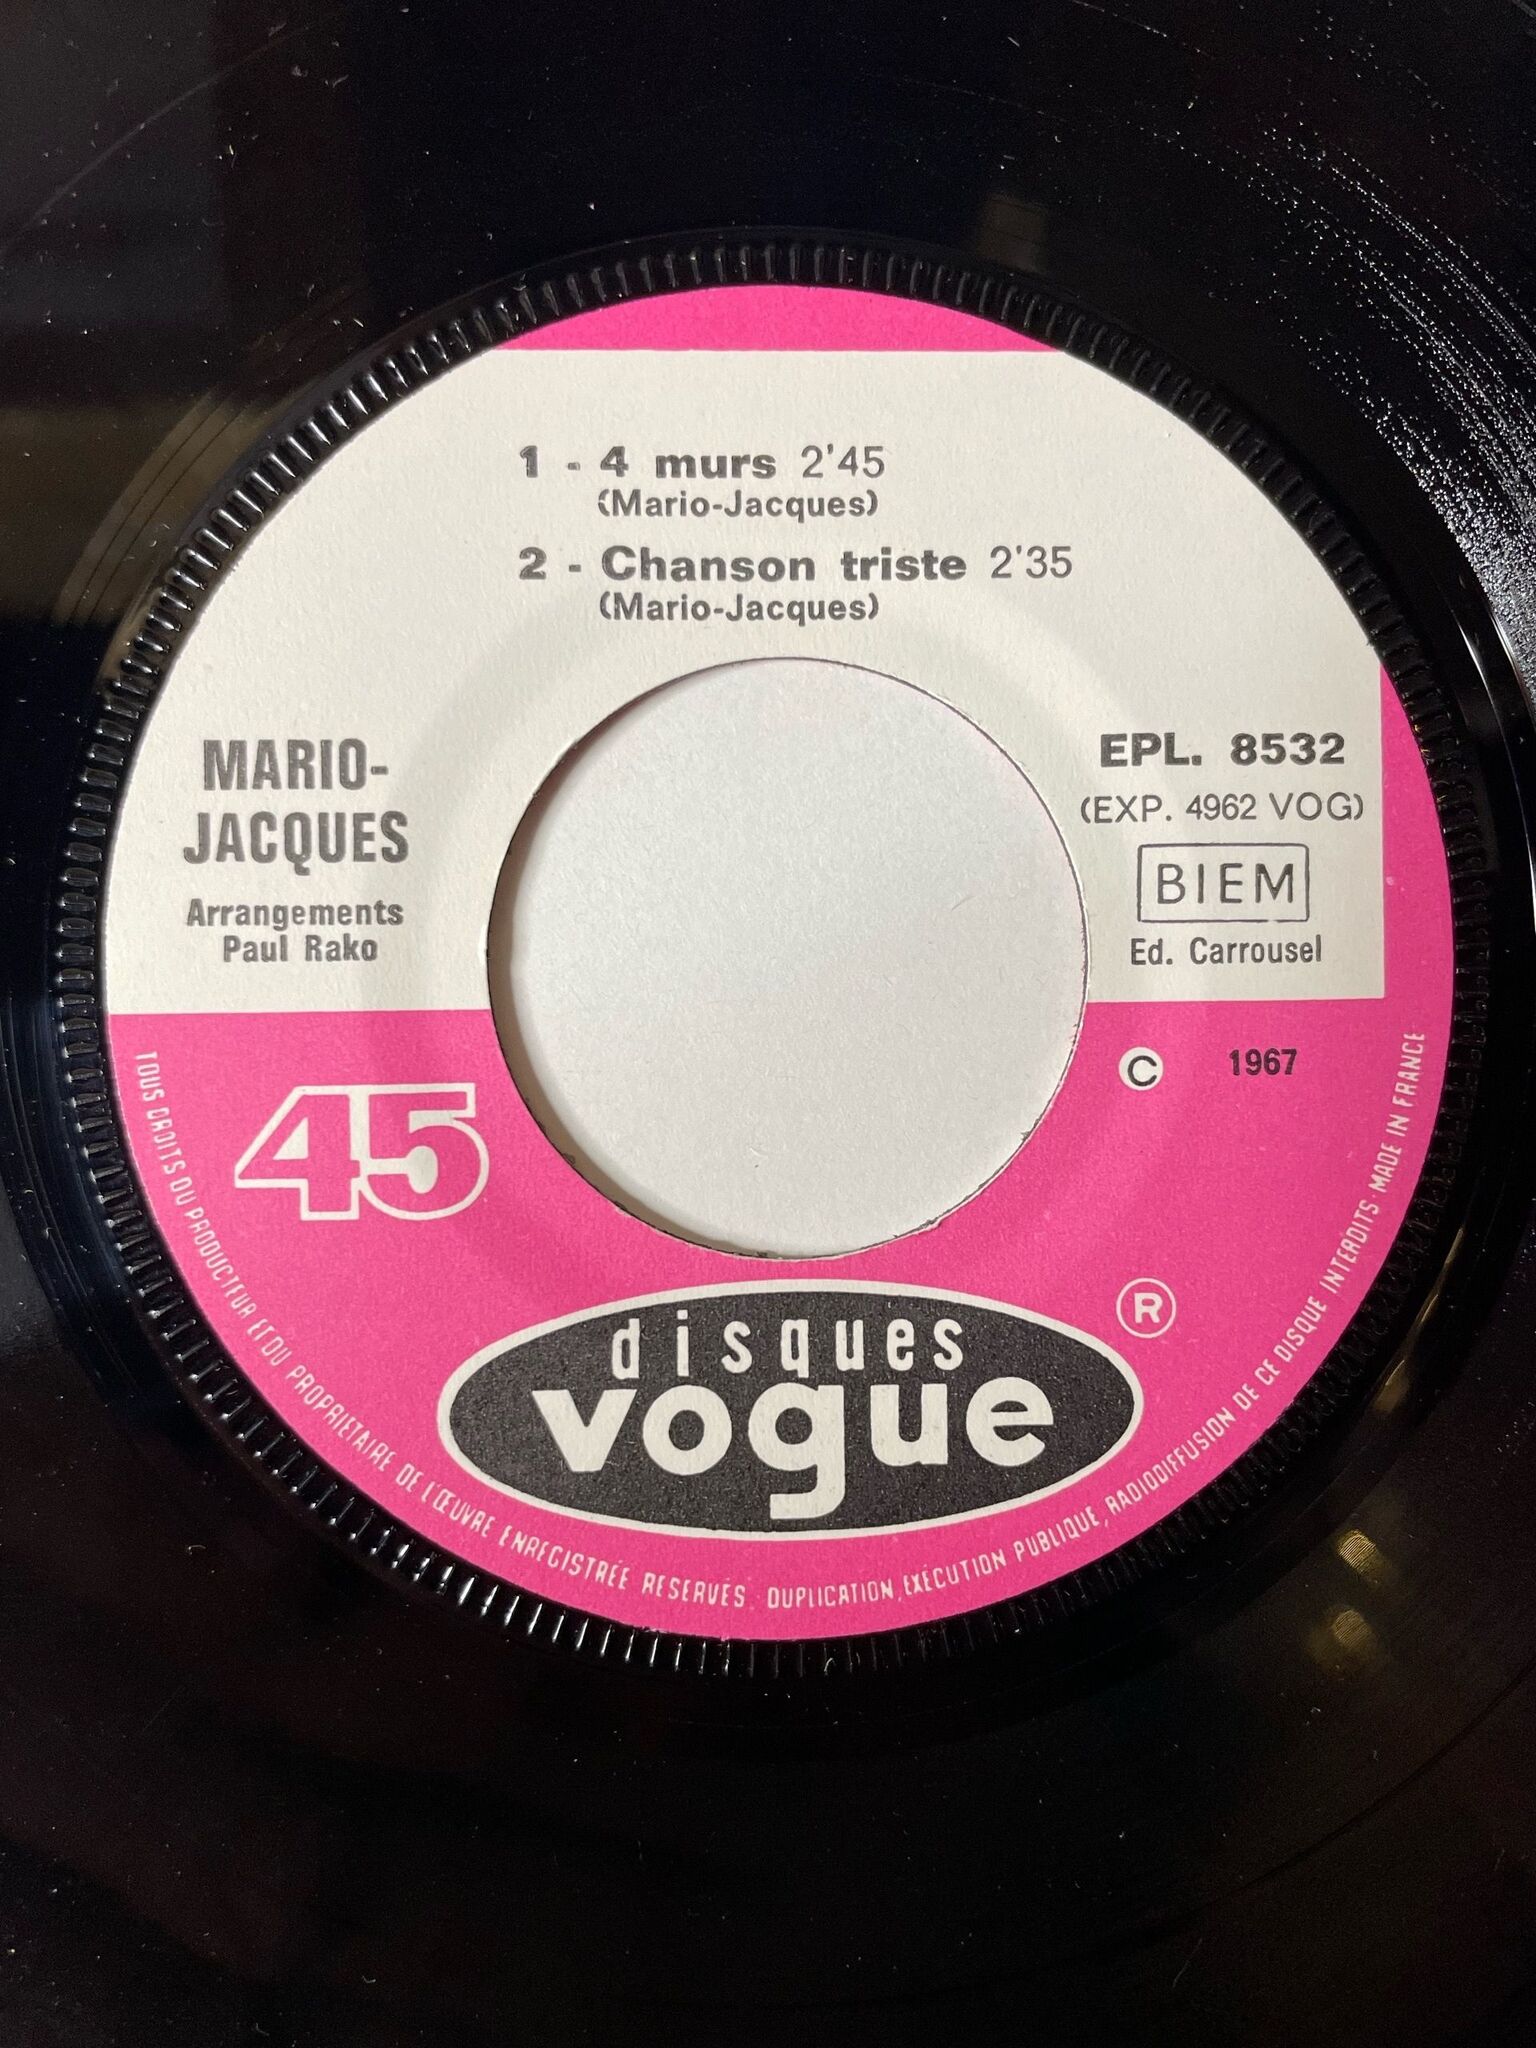 1 - 4 murs 2'45
(Mario-Jacques)
2 - Chanson triste 2'35
(Mario-Jacques)
MARIO-
JACQUES
Arrangements
Paul Rako
EPL. 8532
(EXP. 4962 VOG)
BIEM
Ed. Carrousel
© 1967
45
®
disques
vogue
TOUS DROITS DU PRODUCTEUR ET DU PROPRIETAIRE DE L'ŒUVRE ENREGISTRÉE RESERVES. DUPLICATION, EXÉCUTION PUBLIQUE, RADIODIFFUSION DE CE DISQUE INTERDITS. MADE IN FRANCE